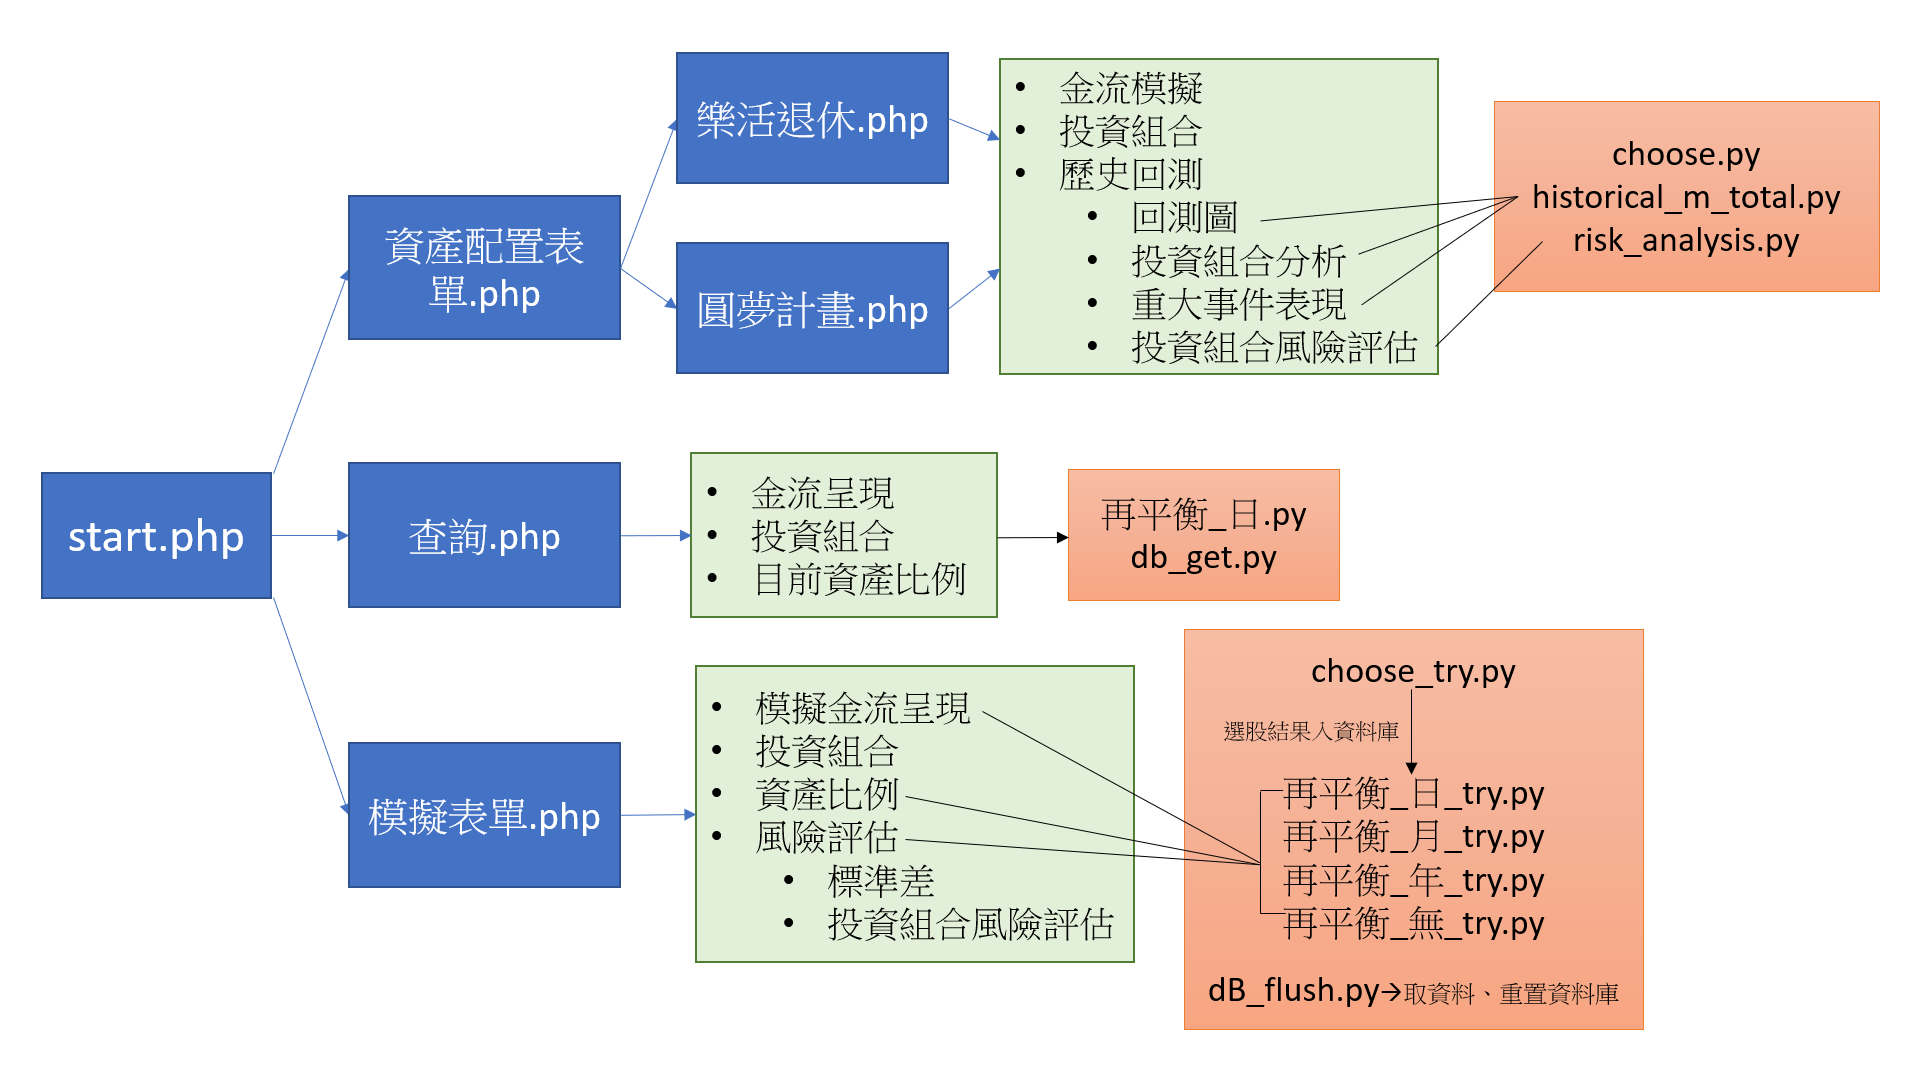 樂活退休.php
• 金流模擬
• 投資組合
• 歷史回測
• 回測圖
• 投資組合分析
• 重大事件表現
• 投資組合風險評估
choose.py
historical_m_total.py
risk_analysis.py
資產配置表
單.php
圓夢計畫.php
start.php
查詢.php
• 金流呈現
• 投資組合
• 目前資產比例
再平衡_日.py
db_get.py
模擬表單.php
• 模擬金流呈現
• 投資組合
• 資產比例
• 風險評估
• 標準差
• 投資組合風險評估
choose_try.py
選股結果入資料庫
再平衡_日_try.py
再平衡_月_try.py
再平衡_年_try.py
再平衡_無_try.py
dB_flush.py→取資料、重置資料庫